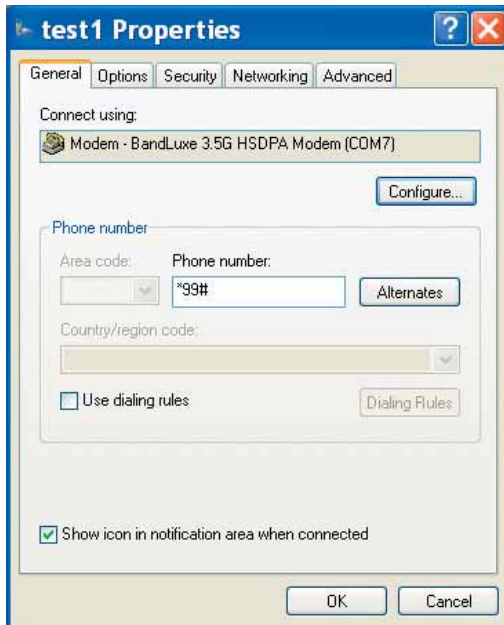 test1 Properties
General Options Security Networking Advanced
Connect using:
Modem - BandLuxe 3.5G HSDPA Modem (COM7)
Configure...
Phone number
Area code: Phone number:
*99# Alternates
Country/region code:
Use dialing rules Dialing Rules
Show icon in notification area when connected
OK Cancel